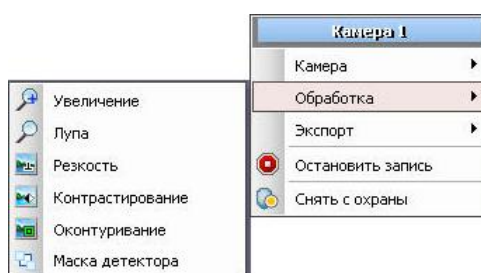 Камера 1
Камера
Обработка
Экспорт
Остановить запись
Снять с охраны
Увеличение
Лупа
Резкость
Контрастирование
Оконтуривание
Маска детектора